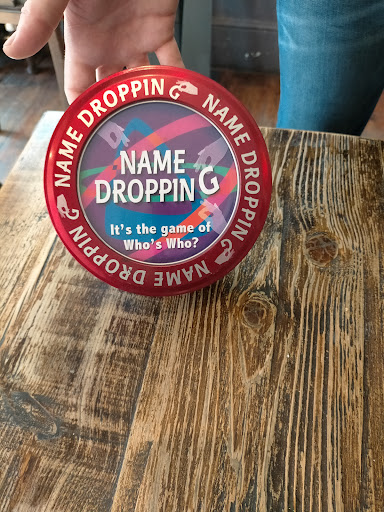 NAME DROPPING
NAME DROPPING
NAME DROPPING
NAME
DROPPING
It's the game of
Who's Who?